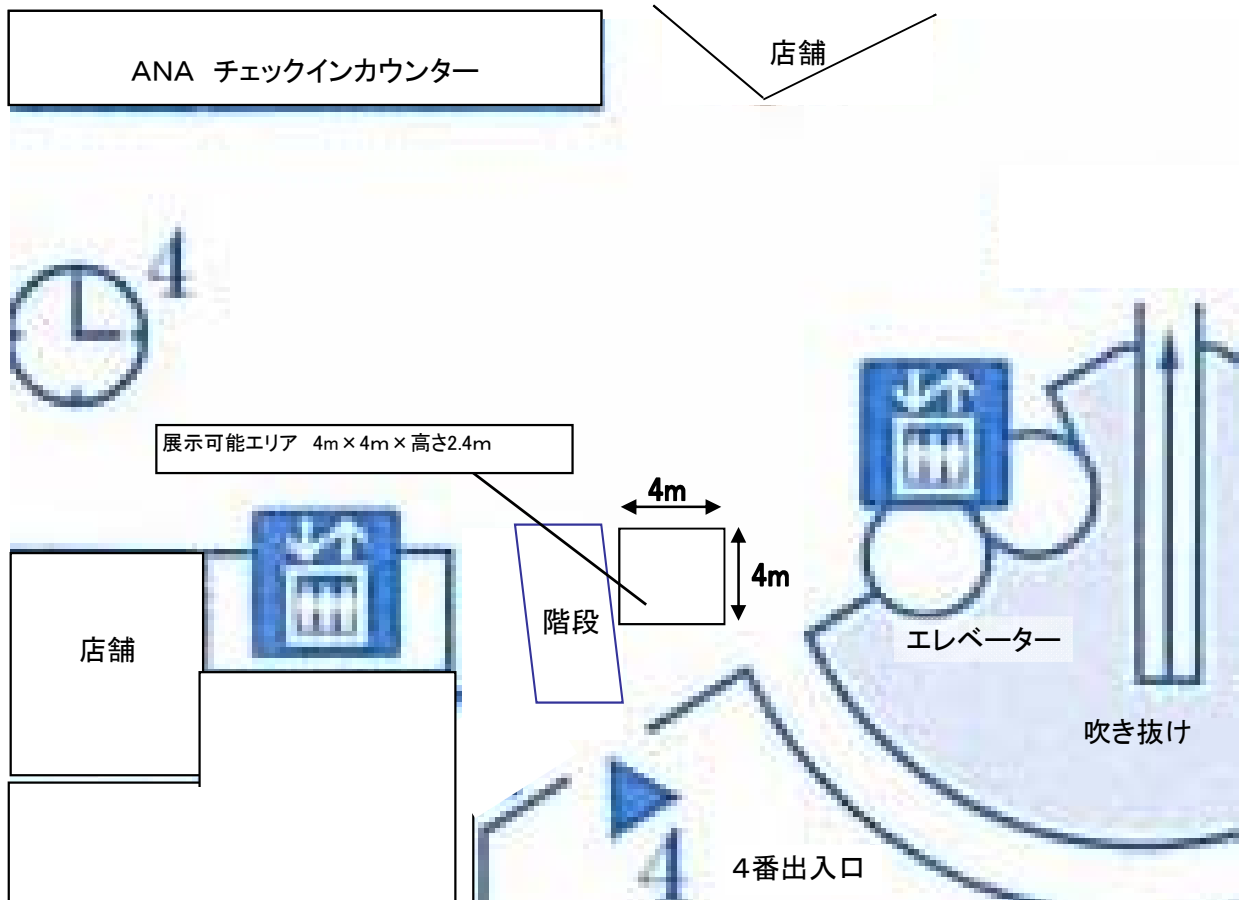 ANA チェックインカウンター
店舗
4
展示可能エリア 4m×4m×高さ2.4m
4m
4m
階段
店舗
エレベーター
吹き抜け
4
4番出入口